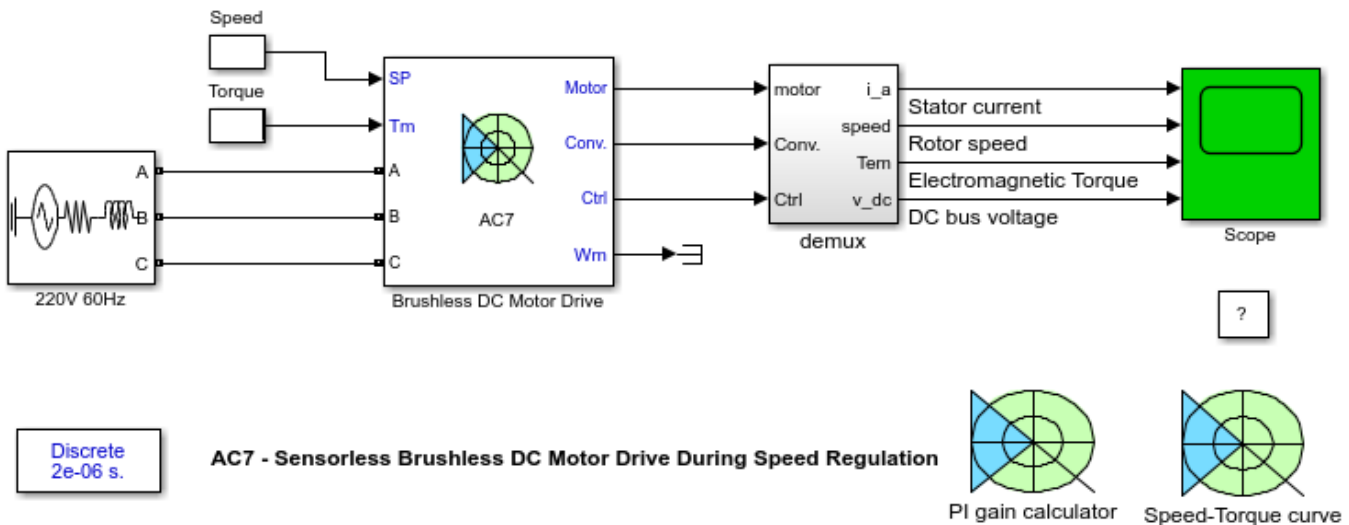 Speed
SP
Torque
Tm
A
B
C
220V 60Hz
A
B
C
AC7
Motor
Conv.
Ctrl
Wm
Brushless DC Motor Drive
motor
Conv.
Ctrl
i_a
speed
Tem
v_dc
demux
Stator current
Rotor speed
Electromagnetic Torque
DC bus voltage
Scope
?
Discrete
2e-06 s.
AC7 - Sensorless Brushless DC Motor Drive During Speed Regulation
PI gain calculator
Speed-Torque curve